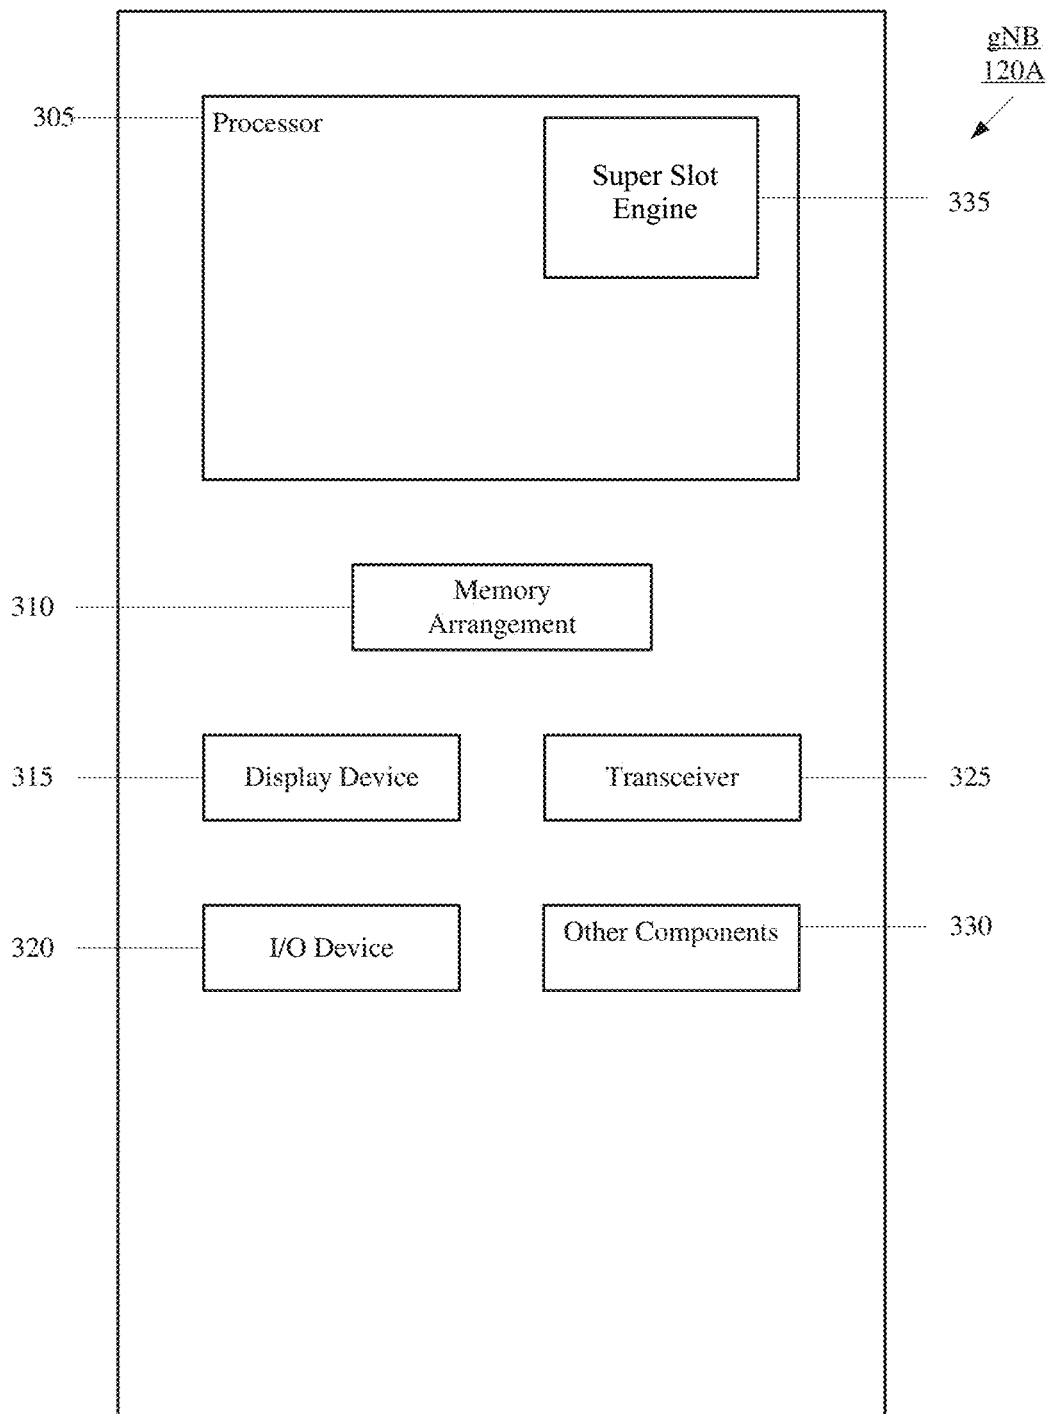 gNB
120A
305
Processor
Super Slot
Engine
335
310
Memory
Arrangement
315
Display Device
Transceiver
325
320
I/O Device
Other Components
330